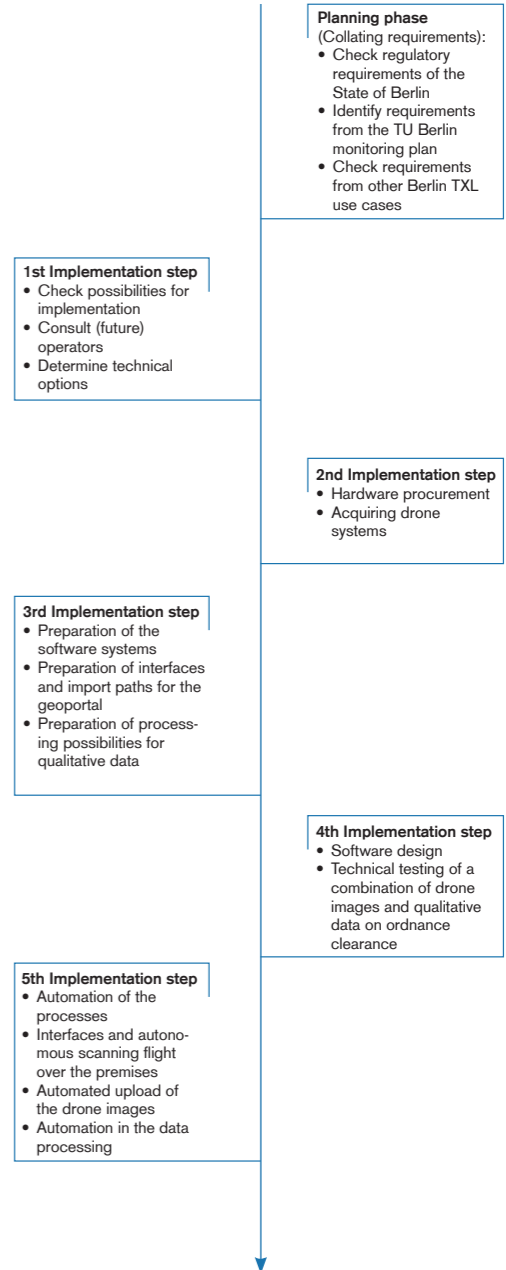 Planning phase
(Collating requirements):
• Check regulatory
requirements of the
State of Berlin
• Identify requirements
from the TU Berlin
monitoring plan
• Check requirements
from other Berlin TXL
use cases
1st Implementation step
• Check possibilities for
implementation
• Consult (future)
operators
• Determine technical
options
2nd Implementation step
• Hardware procurement
• Acquiring drone
systems
3rd Implementation step
• Preparation of the
software systems
• Preparation of interfaces
and import paths for the
geoportal
• Preparation of process-
ing possibilities for
qualitative data
4th Implementation step
• Software design
• Technical testing of a
combination of drone
images and qualitative
data on ordnance
clearance
5th Implementation step
• Automation of the
processes
• Interfaces and autono-
mous scanning flight
over the premises
• Automated upload of
the drone images
• Automation in the data
processing